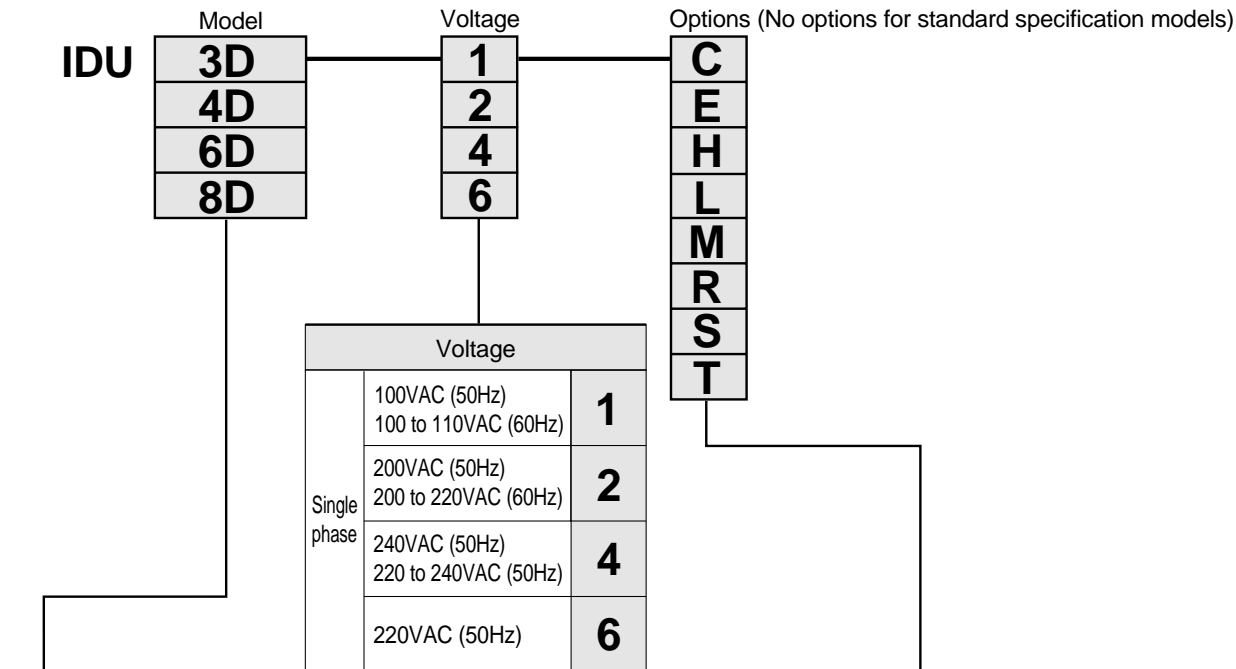 Model
Voltage
Options (No options for standard specification models)
IDU
3D
1
C
4D
2
E
6D
4
H
8D
6
L
M
R
S
T
Voltage
Single
phase
100VAC (50Hz)
100 to 110VAC (60Hz)
1
200VAC (50Hz)
200 to 220VAC (60Hz)
2
240VAC (50Hz)
220 to 240VAC (50Hz)
4
220VAC (50Hz)
6